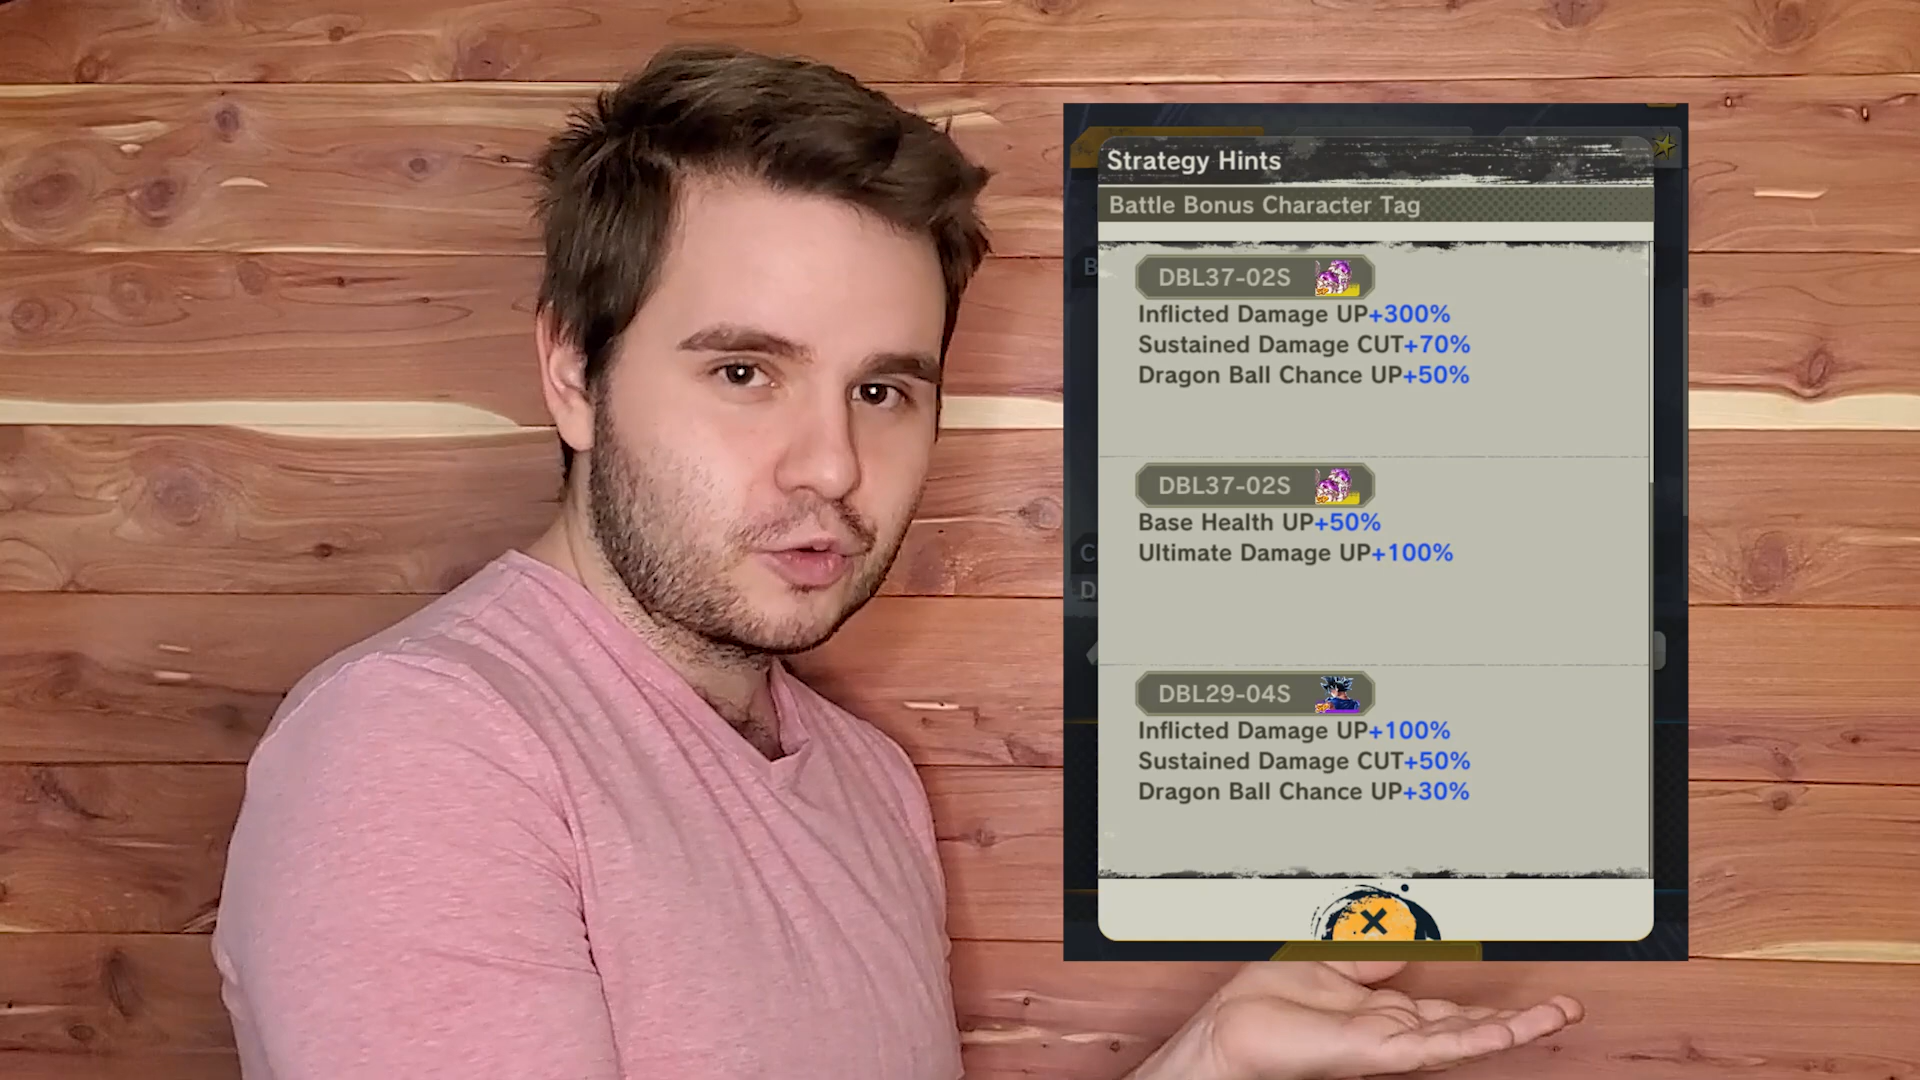 Strategy Hints
Battle Bonus Character Tag
DBL37-02S
Inflicted Damage UP+300%
Sustained Damage CUT+70%
Dragon Ball Chance UP+50%
DBL37-02S
Base Health UP+50%
Ultimate Damage UP+100%
DBL29-04S
Inflicted Damage UP+100%
Sustained Damage CUT+50%
Dragon Ball Chance UP+30%